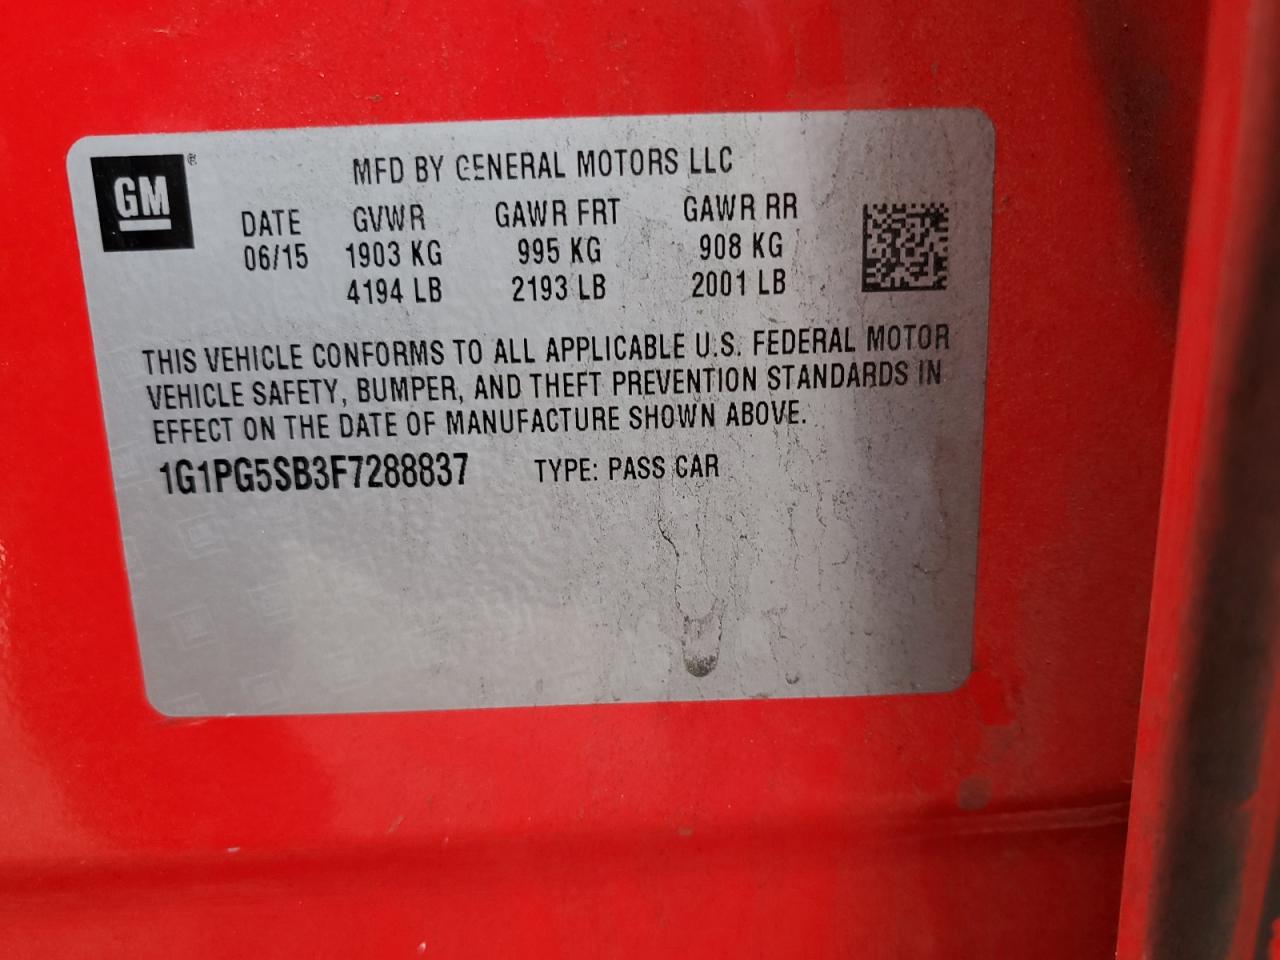 GM®
MFD BY GENERAL MOTORS LLC
DATE GVWR GAWR FRT GAWR RR
06/15 1903 KG 995 KG 908 KG
4194 LB 2193 LB 2001 LB
THIS VEHICLE CONFORMS TO ALL APPLICABLE U.S. FEDERAL MOTOR
VEHICLE SAFETY, BUMPER, AND THEFT PREVENTION STANDARDS IN
EFFECT ON THE DATE OF MANUFACTURE SHOWN ABOVE.
1G1PG5SB3F7288837 TYPE: PASS CAR